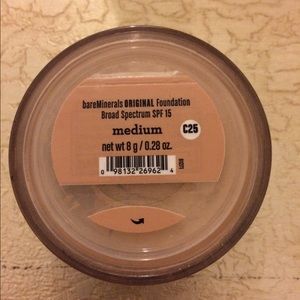 bareMinerals ORIGINAL Foundation
Broad Spectrum SPF 15
C25
medium
net wt 8 g / 0.28 oz.
0 98132 26962 4